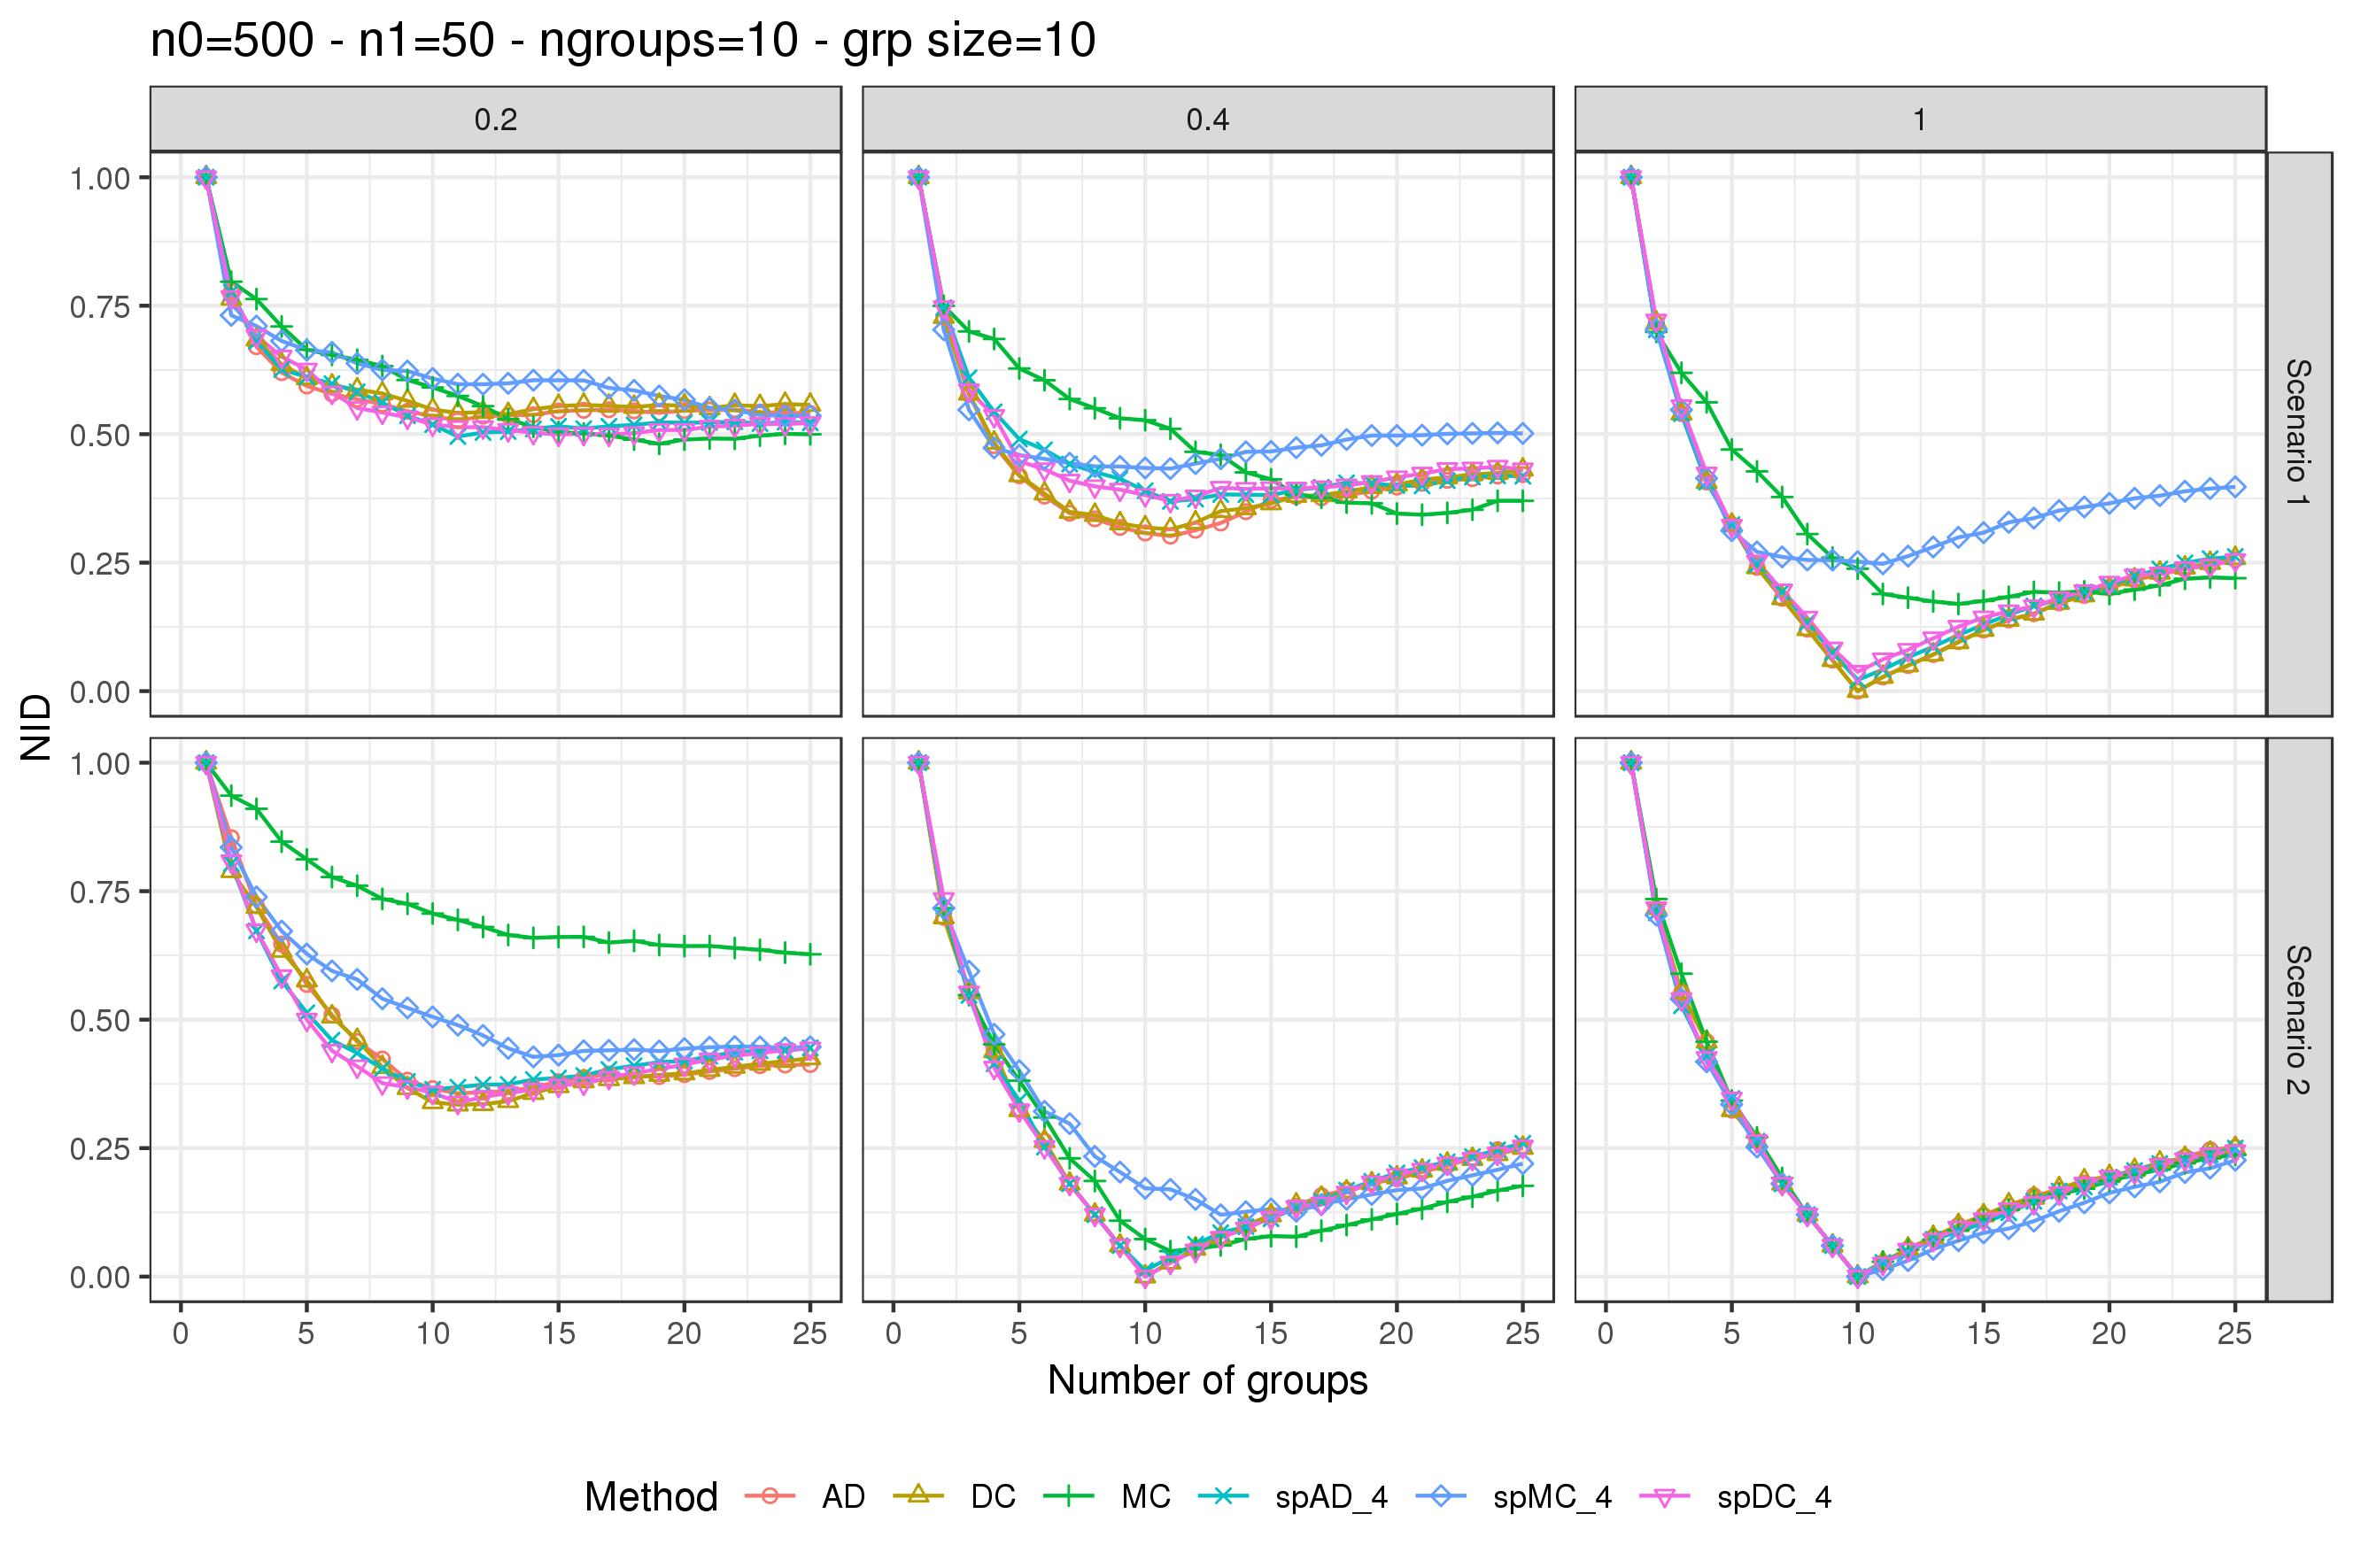 n0=500 - n1=50 - ngroups=10 - grp size=10
0.2 0.4 1
1.00
0.75
0.50
0.25
0.00
Scenario 1
NID
1.00
0.75
0.50
0.25
0.00
Scenario 2
0 5 10 15 20 25 0 5 10 15 20 25 0 5 10 15 20 25
Number of groups
Method AD DC MC spAD_4 spMC_4 spDC_4